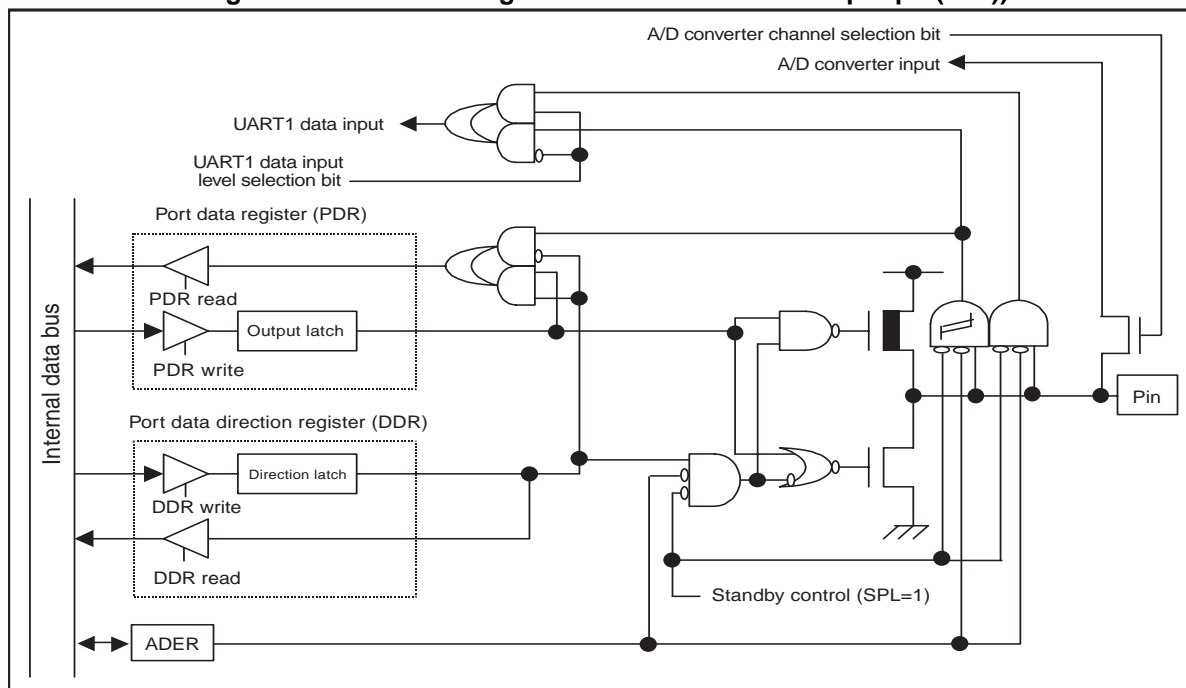 A/D converter channel selection bit
A/D converter input
UART1 data input
UART1 data input
level selection bit
Port data register (PDR)
PDR read
Output latch
PDR write
Internal data bus
Pin
Port data direction register (DDR)
Direction latch
DDR write
DDR read
Standby control (SPL=1)
ADER